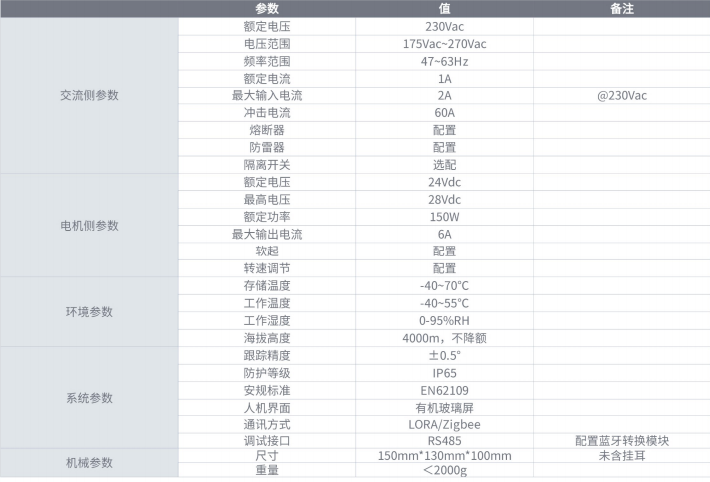 参数 值 备注
交流侧参数
额定电压 230Vac
电压范围 175Vac~270Vac
频率范围 47~63Hz
额定电流 1A
最大输入电流 2A @230Vac
冲击电流 60A
熔断器 配置
防雷器 配置
隔离开关 选配
电机侧参数
额定电压 24Vdc
最高电压 28Vdc
额定功率 150W
最大输出电流 6A
软起 配置
转速调节 配置
环境参数
存储温度 -40~70℃
工作温度 -40~55℃
工作湿度 0-95%RH
海拔高度 4000m，不降额
系统参数
跟踪精度 ±0.5°
防护等级 IP65
安规标准 EN62109
人机界面 有机玻璃屏
通讯方式 LORA/Zigbee
调试接口 RS485 配置蓝牙转换模块
机械参数
尺寸 150mm*130mm*100mm 未含挂耳
重量 ＜2000g